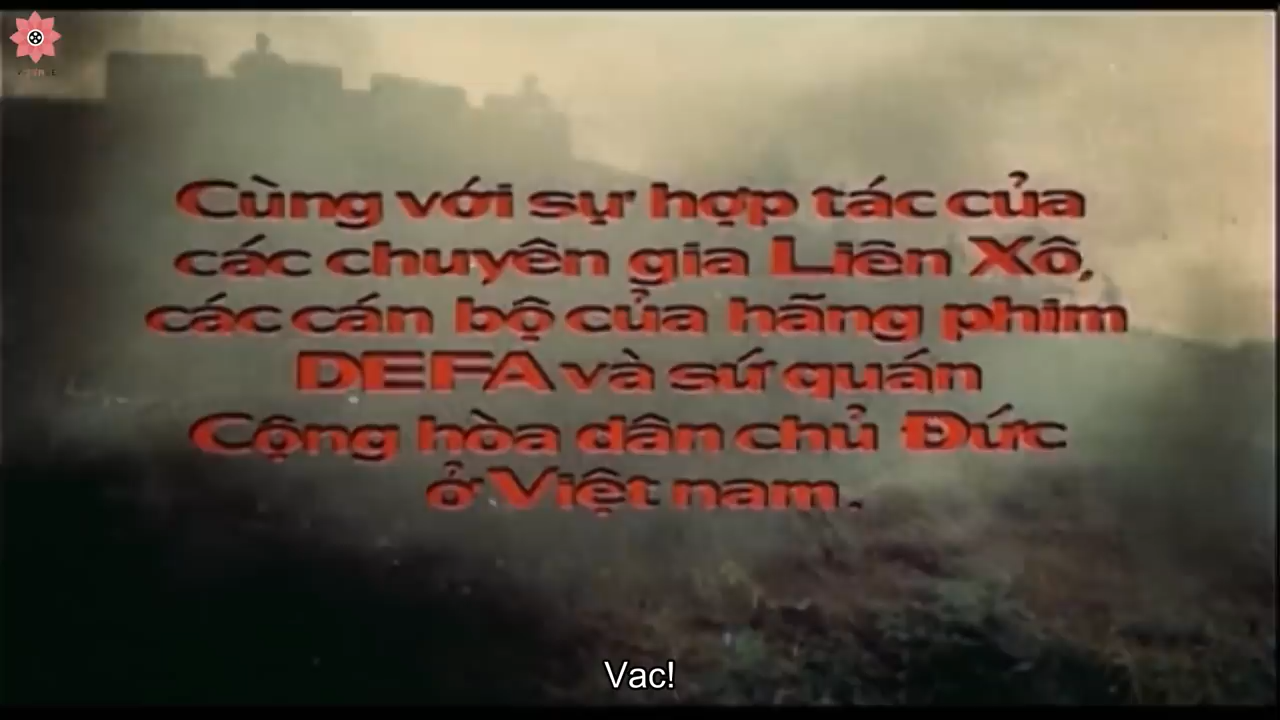 Cùng với sự hợp tác của
các chuyên gia Liên Xô,
các cán bộ của hãng phim
DEFA và sứ quán
Cộng hòa dân chủ Đức
ở Việt nam.
Vac!